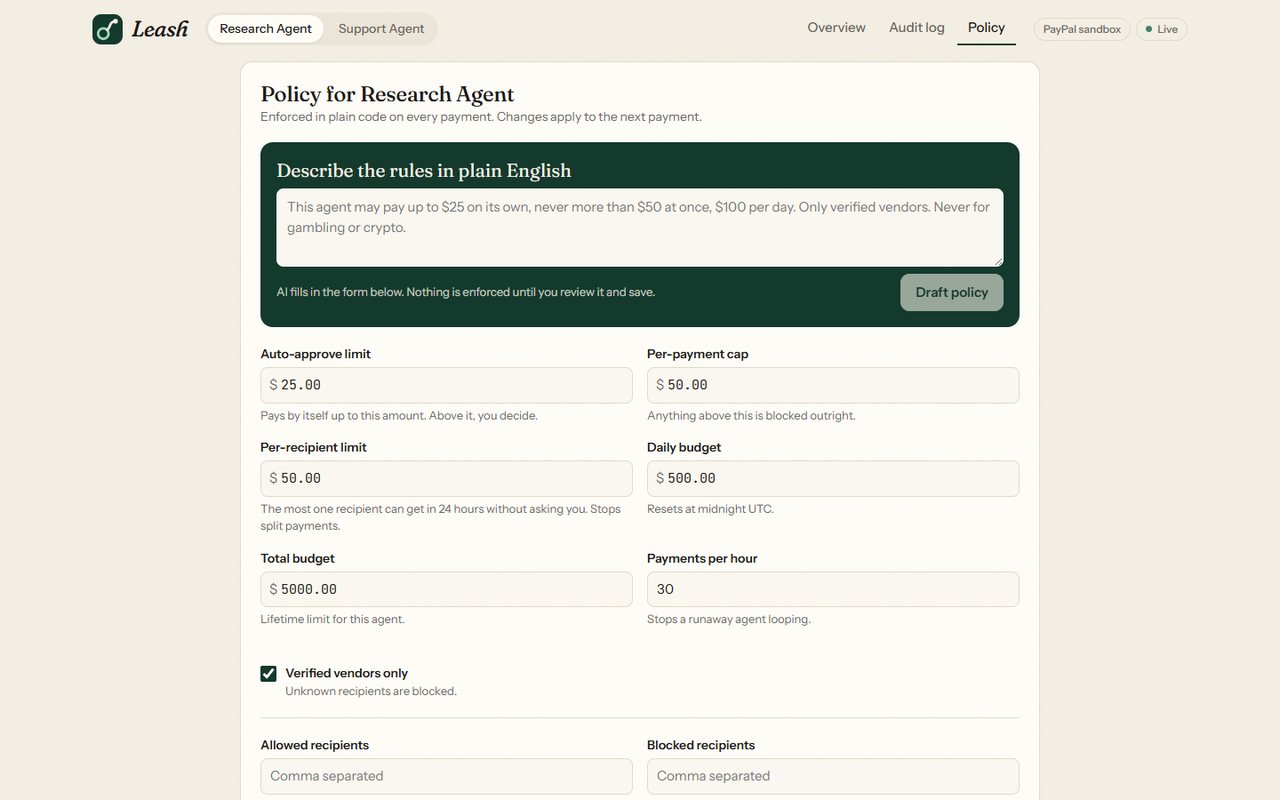 Leash
Research Agent
Support Agent
Overview
Audit log
Policy
PayPal sandbox
Live
Policy for Research Agent
Enforced in plain code on every payment. Changes apply to the next payment.
Describe the rules in plain English
This agent may pay up to $25 on its own, never more than $50 at once, $100 per day. Only verified vendors. Never for
gambling or crypto.
AI fills in the form below. Nothing is enforced until you review it and save.
Draft policy
Auto-approve limit
$ 25.00
Pays by itself up to this amount. Above it, you decide.
Per-payment cap
$ 50.00
Anything above this is blocked outright.
Per-recipient limit
$ 50.00
The most one recipient can get in 24 hours without asking you. Stops
split payments.
Daily budget
$ 500.00
Resets at midnight UTC.
Total budget
$ 5000.00
Lifetime limit for this agent.
Payments per hour
30
Stops a runaway agent looping.
Verified vendors only
Unknown recipients are blocked.
Allowed recipients
Comma separated
Blocked recipients
Comma separated